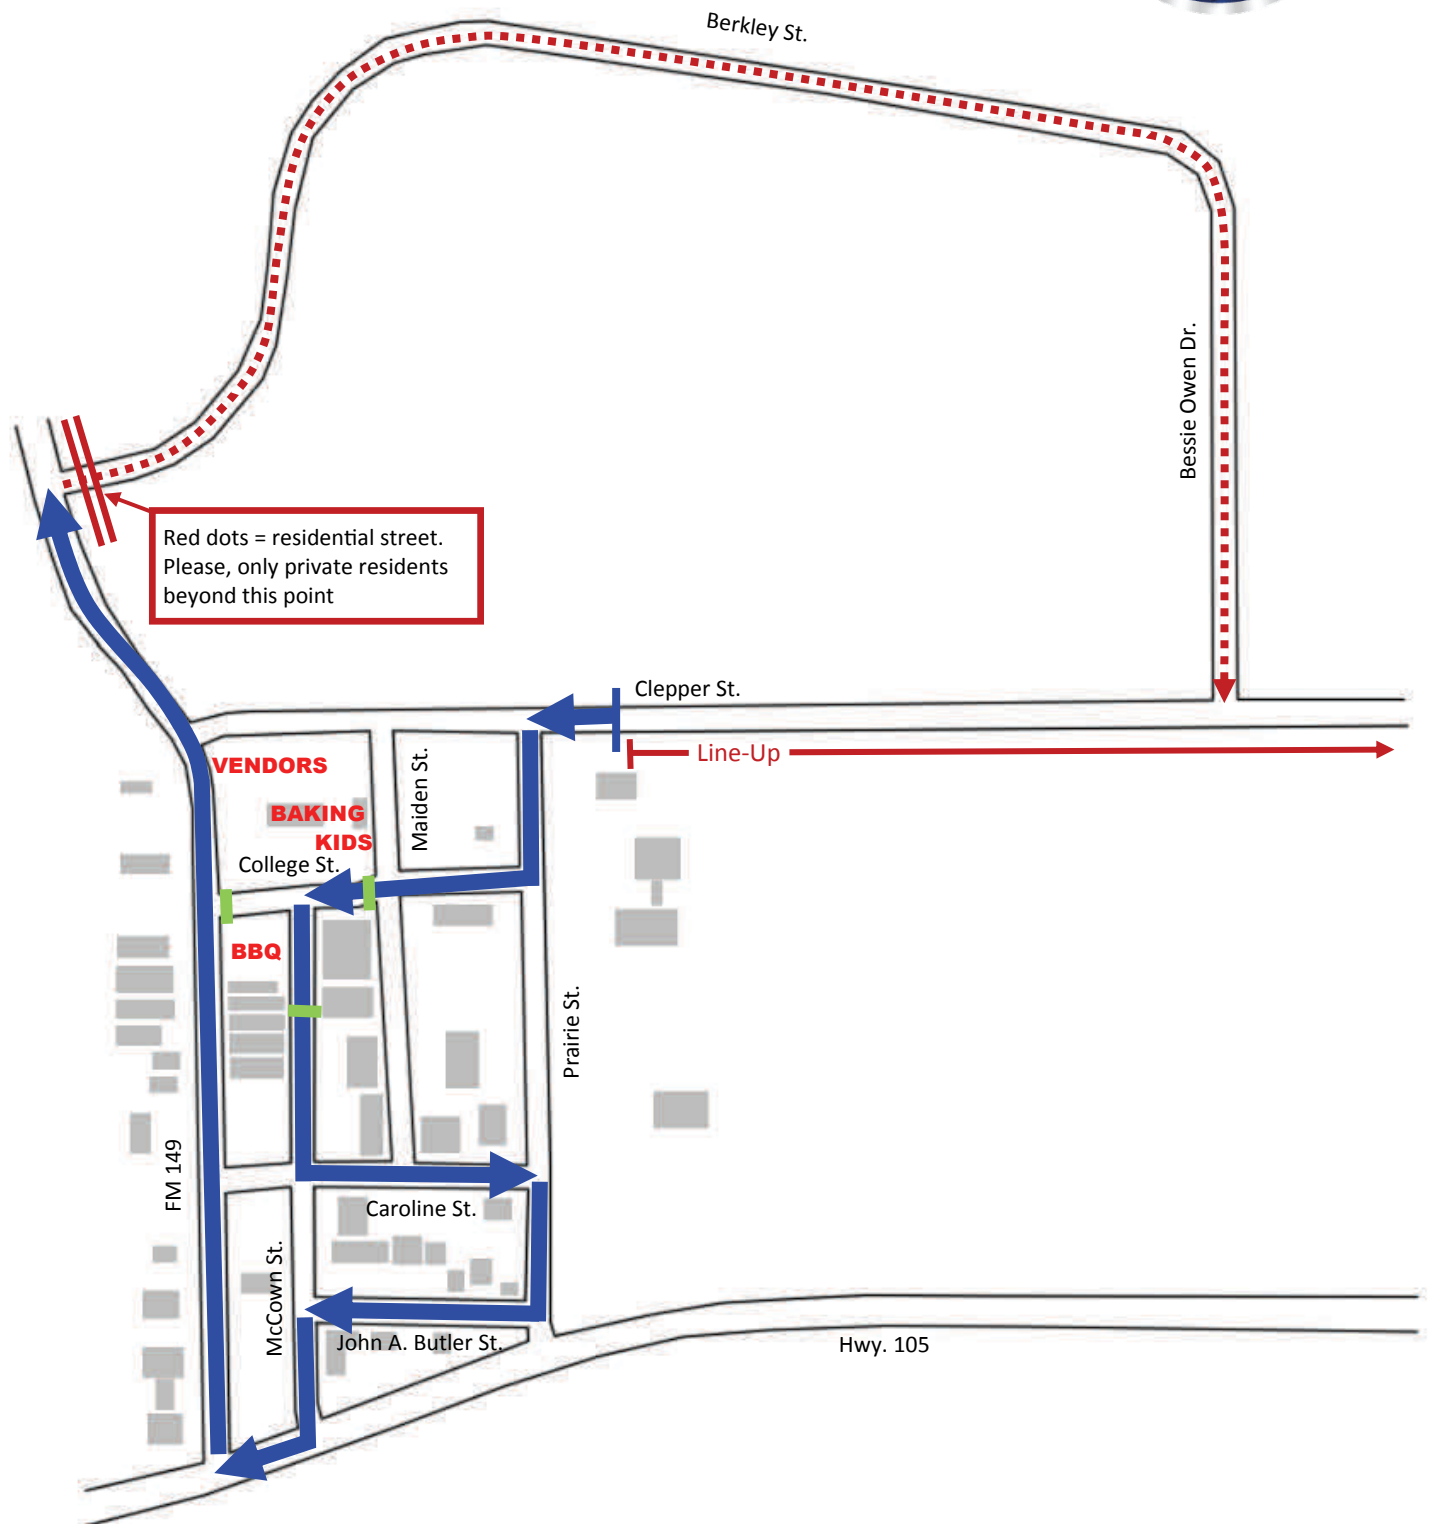 Berkley St.
Bessie Owen Dr.
Red dots = residential street.
Please, only private residents
beyond this point
Clepper St.
Line-Up
VENDORS
Maiden St.
BAKING
KIDS
College St.
BBQ
Prairie St.
FM 149
Caroline St.
McCown St.
John A. Butler St.
Hwy. 105